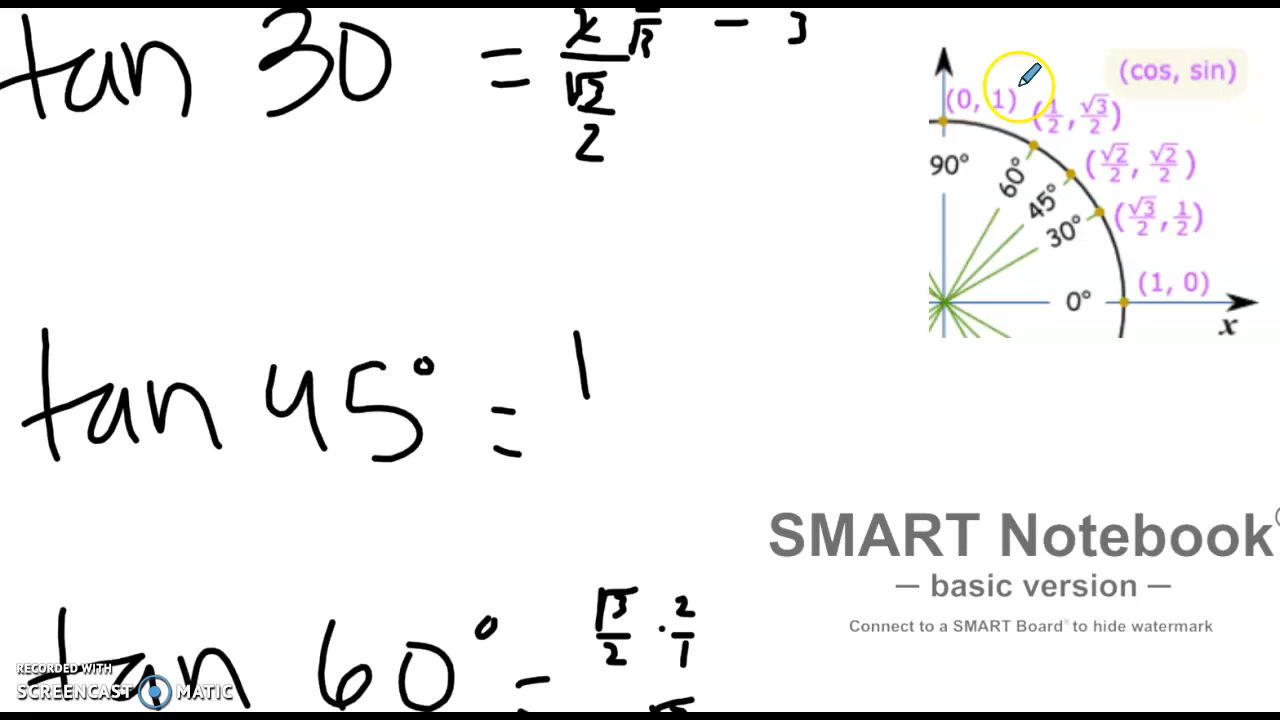 tan 30 =
(cos, sin)
(0, 1) (1/2, √3/2)
90° 60° (√2/2, √2/2)
45°
30° (√3/2, 1/2)
0° (1, 0)
x
tan 45° = 1
SMART Notebook
— basic version —
Connect to a SMART Board® to hide watermark
tan 60° = √3/2 · 2/1
RECORDED WITH
SCREENCAST MATIC